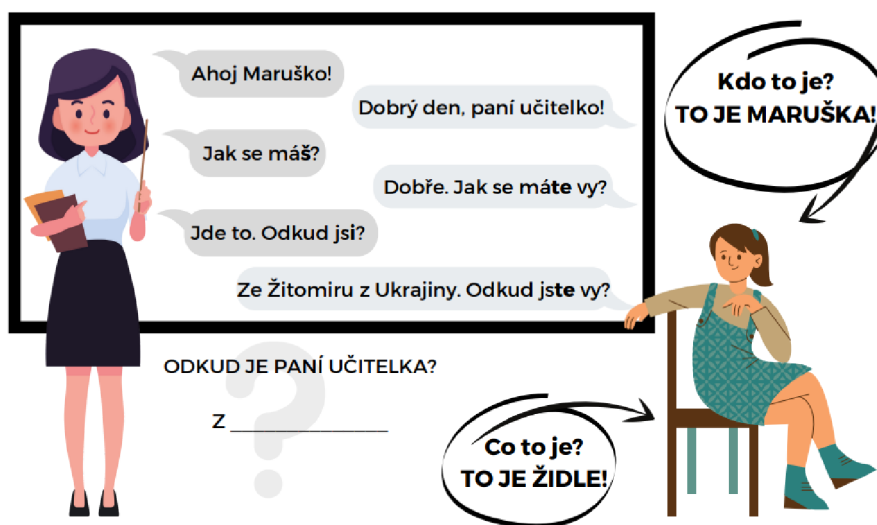 Ahoj Maruško!
Dobrý den, paní učitelko!
Jak se máš?
Dobře. Jak se máte vy?
Jde to. Odkud jsi?
Ze Žitomiru z Ukrajiny. Odkud jste vy?
Kdo to je?
TO JE MARUŠKA!
ODKUD JE PANÍ UČITELKA?
?
Z _______________
Co to je?
TO JE ŽIDLE!